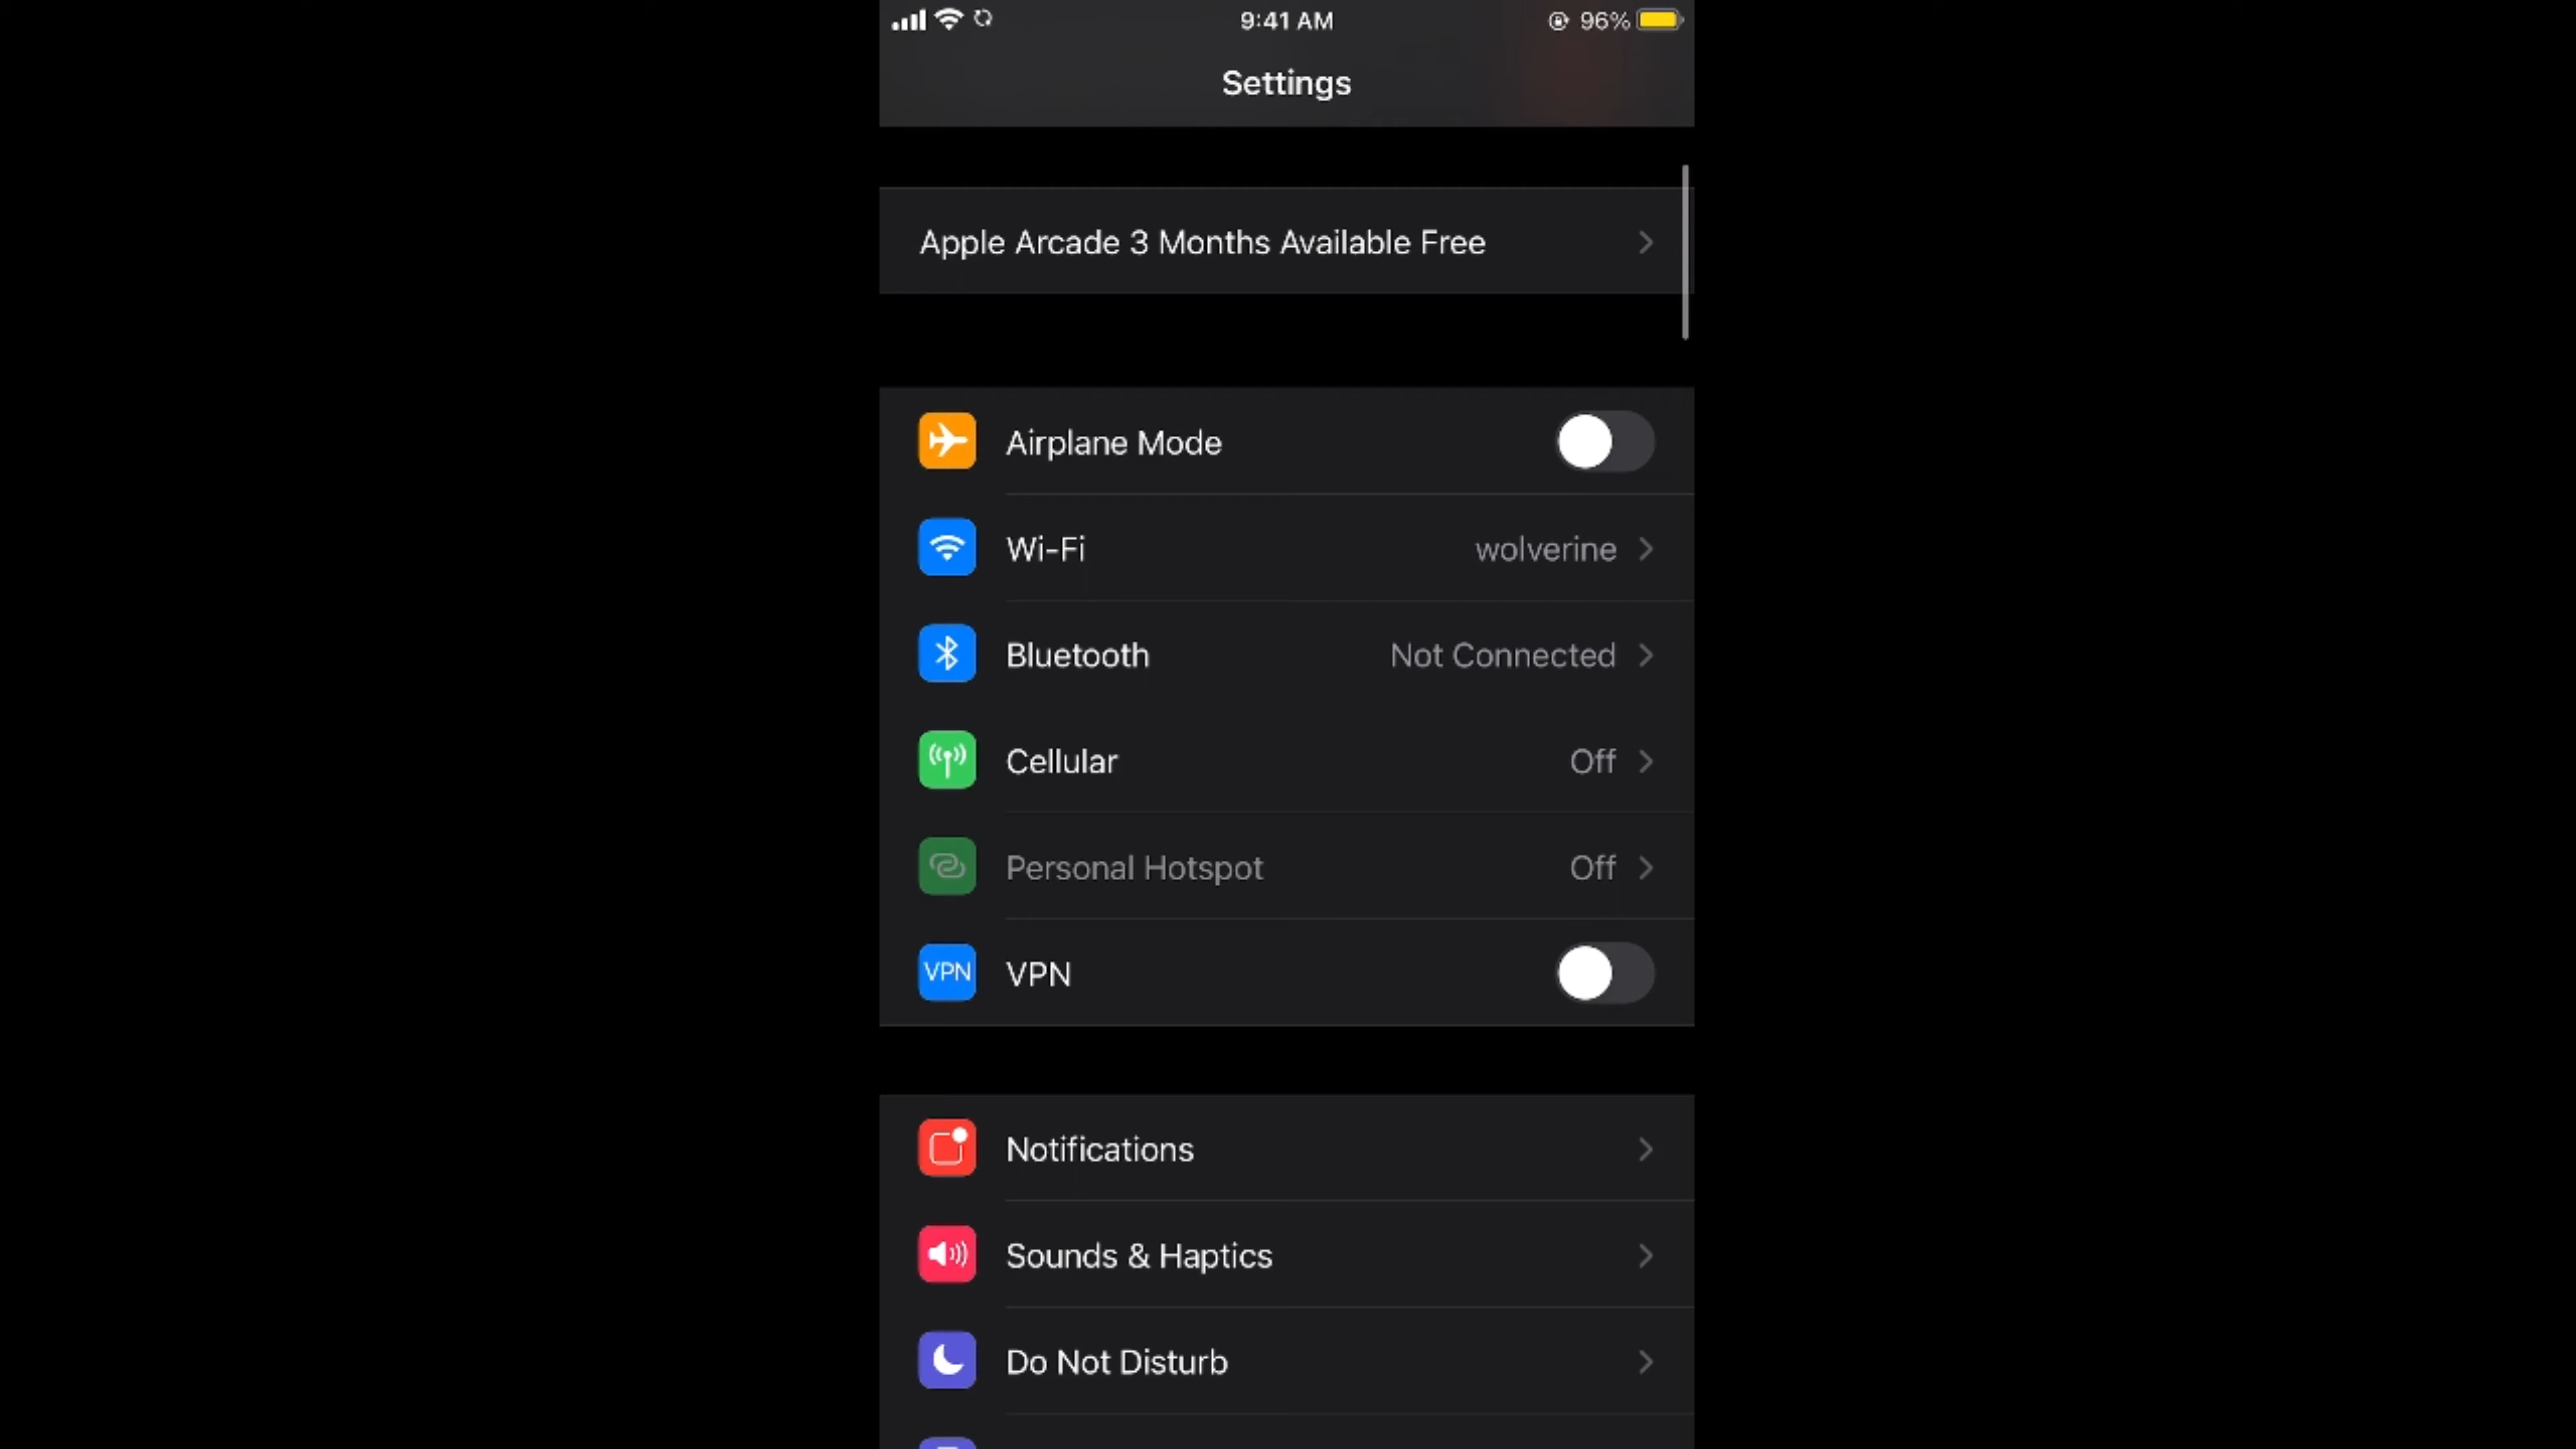 9:41 AM
96%
Settings
Apple Arcade 3 Months Available Free
Airplane Mode
Wi-Fi wolverine
Bluetooth Not Connected
Cellular Off
Personal Hotspot Off
VPN VPN
Notifications
Sounds & Haptics
Do Not Disturb